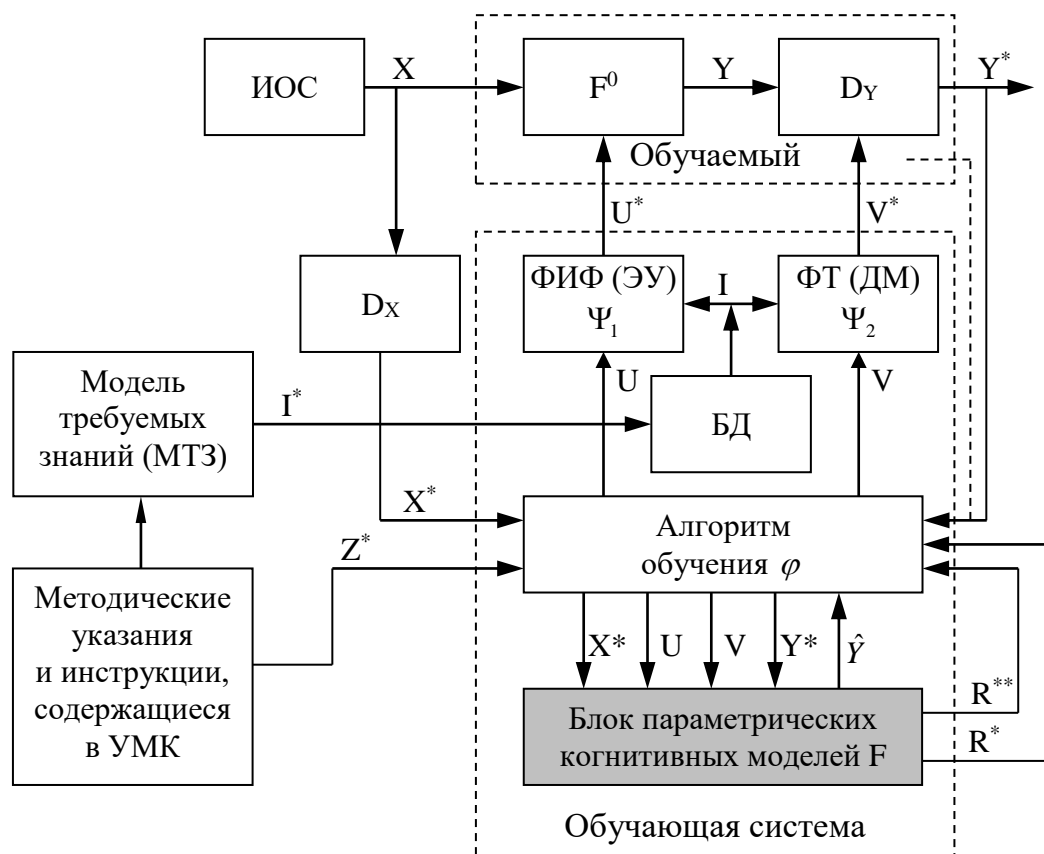 ИОС
X
F⁰
Y
D_Y
Y*
Обучаемый
U*
V*
D_X
ФИФ (ЭУ)
Ψ₁
I
ФТ (ДМ)
Ψ₂
Модель
требуемых
знаний (МТЗ)
I*
U
БД
V
X*
Алгоритм
обучения φ
Z*
Методические
указания
и инструкции,
содержащиеся
в УМК
X*
U
V
Y*
Ŷ
Блок параметрических
когнитивных моделей F
R**
R*
Обучающая система